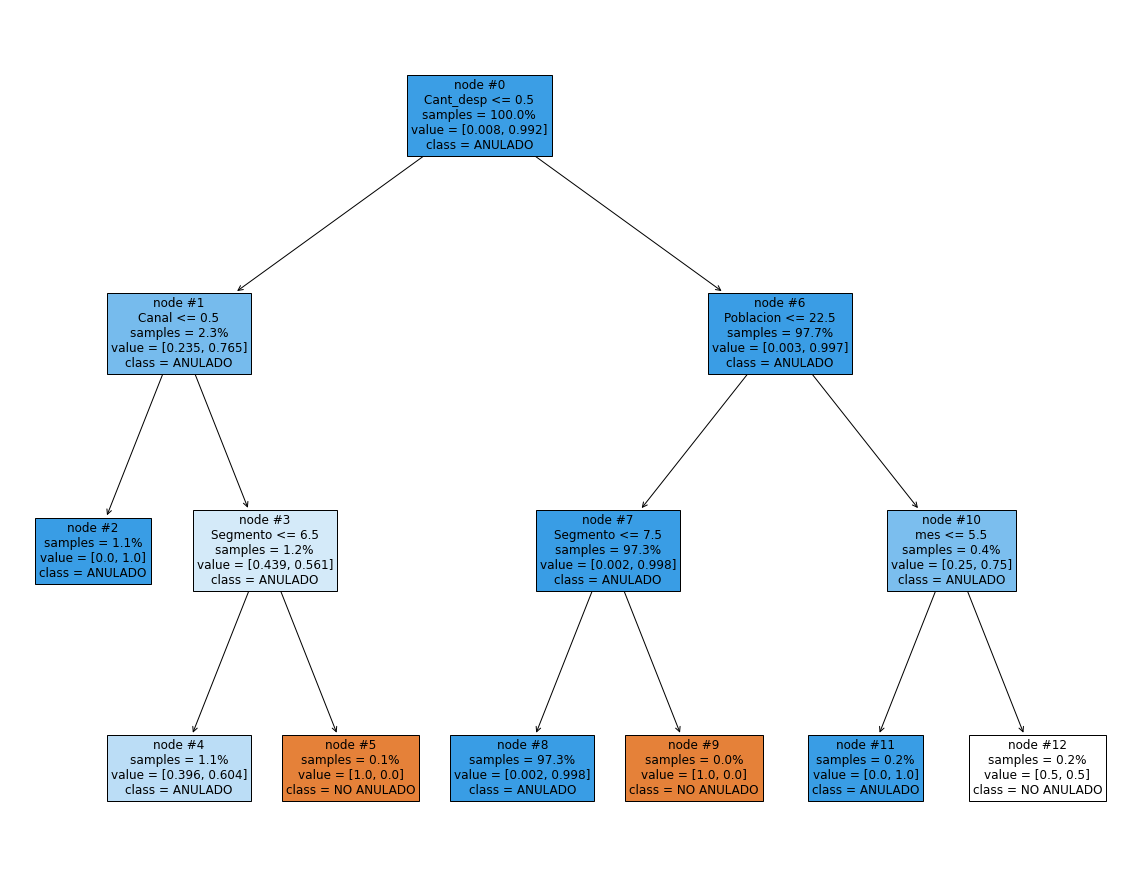 node #0
Cant_desp <= 0.5
samples = 100.0%
value = [0.008, 0.992]
class = ANULADO
node #1
Canal <= 0.5
samples = 2.3%
value = [0.235, 0.765]
class = ANULADO
node #6
Poblacion <= 22.5
samples = 97.7%
value = [0.003, 0.997]
class = ANULADO
node #2
samples = 1.1%
value = [0.0, 1.0]
class = ANULADO
node #3
Segmento <= 6.5
samples = 1.2%
value = [0.439, 0.561]
class = ANULADO
node #7
Segmento <= 7.5
samples = 97.3%
value = [0.002, 0.998]
class = ANULADO
node #10
mes <= 5.5
samples = 0.4%
value = [0.25, 0.75]
class = ANULADO
node #4
samples = 1.1%
value = [0.396, 0.604]
class = ANULADO
node #5
samples = 0.1%
value = [1.0, 0.0]
class = NO ANULADO
node #8
samples = 97.3%
value = [0.002, 0.998]
class = ANULADO
node #9
samples = 0.0%
value = [1.0, 0.0]
class = NO ANULADO
node #11
samples = 0.2%
value = [0.0, 1.0]
class = ANULADO
node #12
samples = 0.2%
value = [0.5, 0.5]
class = NO ANULADO